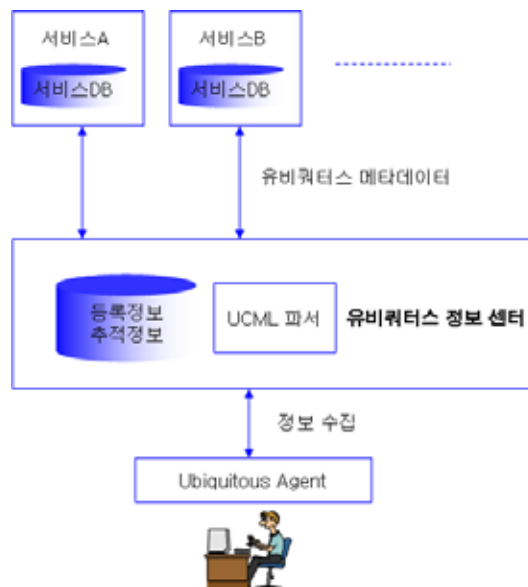 서비스A
서비스DB
서비스B
서비스DB
유비쿼터스 메타데이터
등록정보
추적정보
UCML 파서
유비쿼터스 정보 센터
정보 수집
Ubiquitous Agent